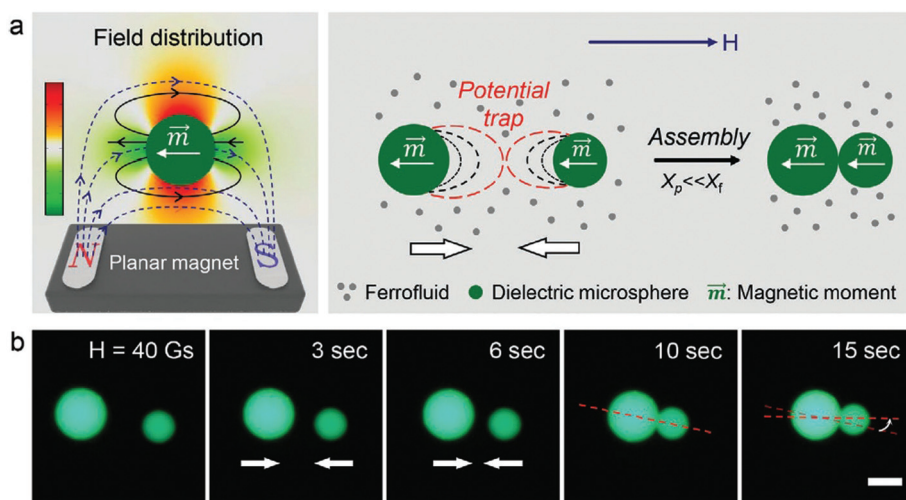 a
Field distribution
m
N
Planar magnet
S
H
Potential
trap
m
m
Assembly
Xp<<Xf
m
m
Ferrofluid
Dielectric microsphere
m: Magnetic moment
b
H = 40 Gs
3 sec
6 sec
10 sec
15 sec